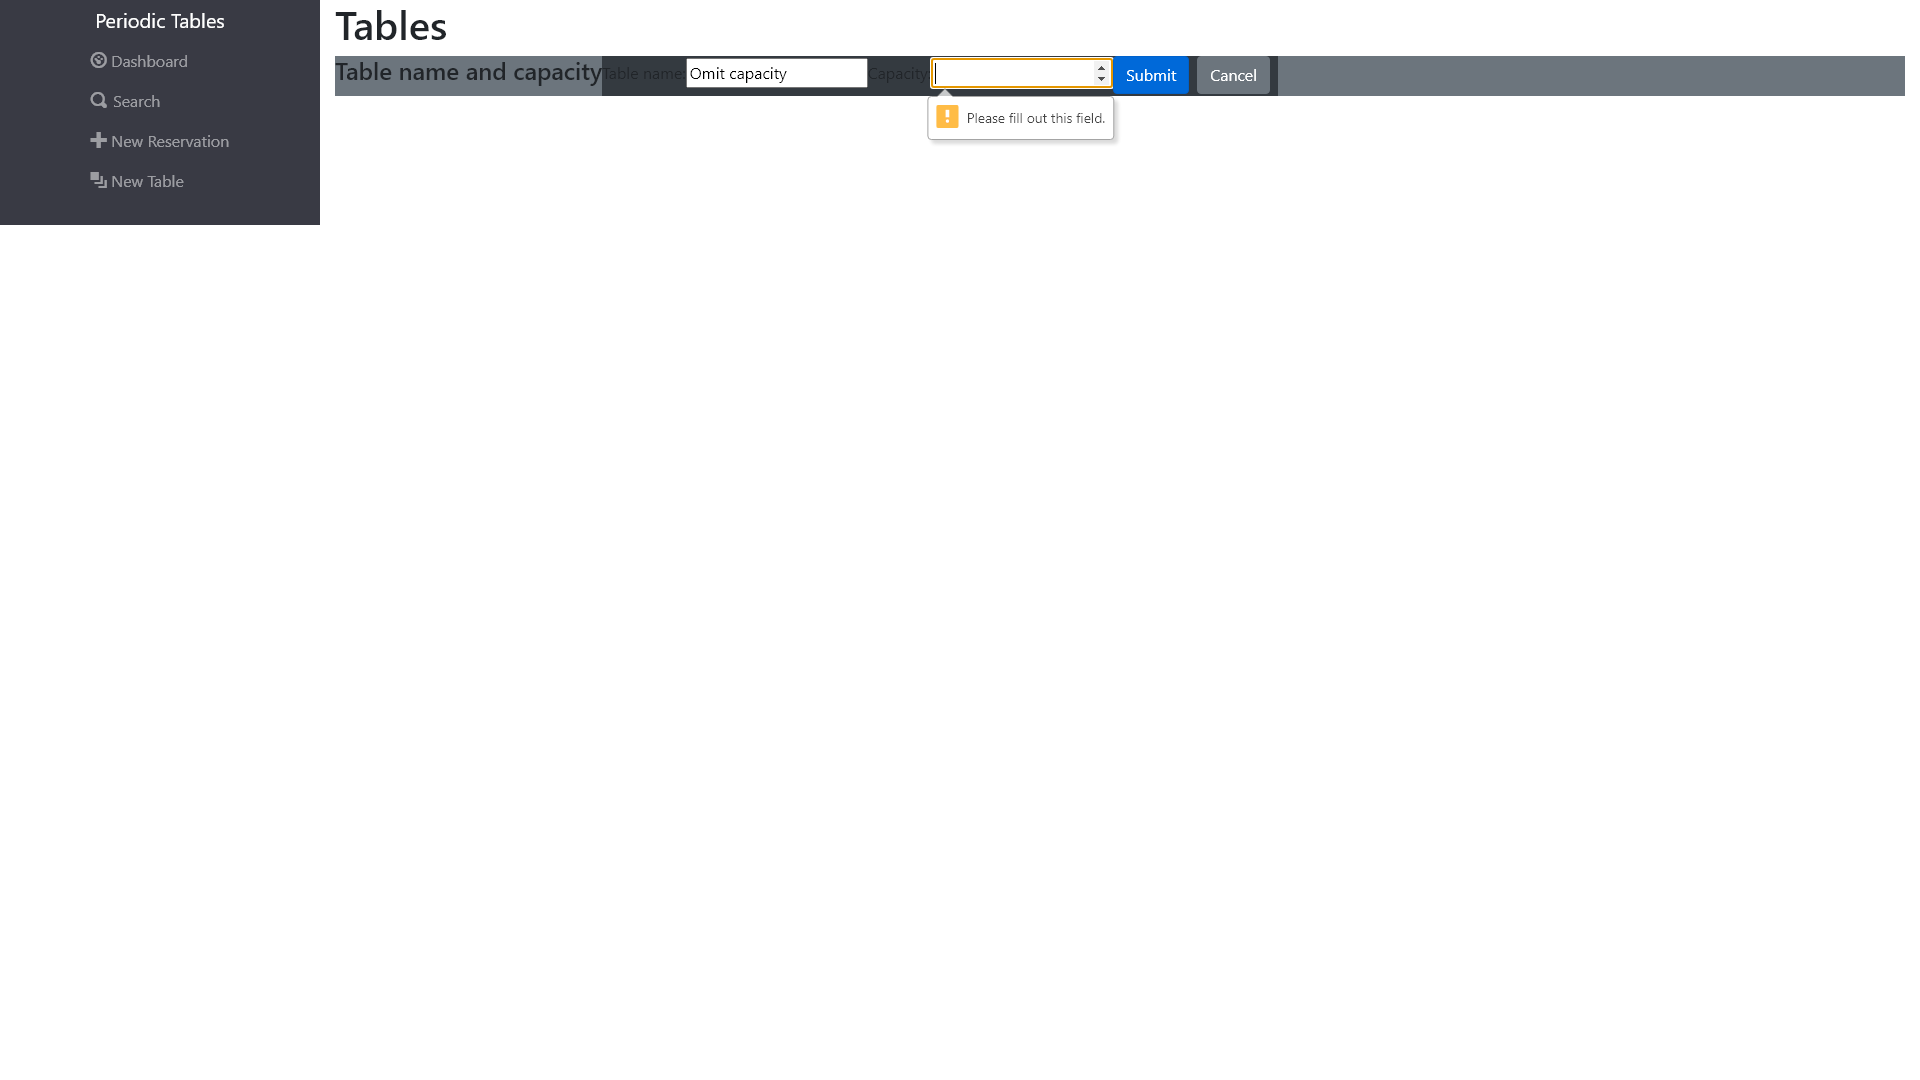 Periodic Tables
Dashboard
Search
New Reservation
New Table
Tables
Table name and capacity Table name: Omit capacity Capacity: Submit Cancel
Please fill out this field.